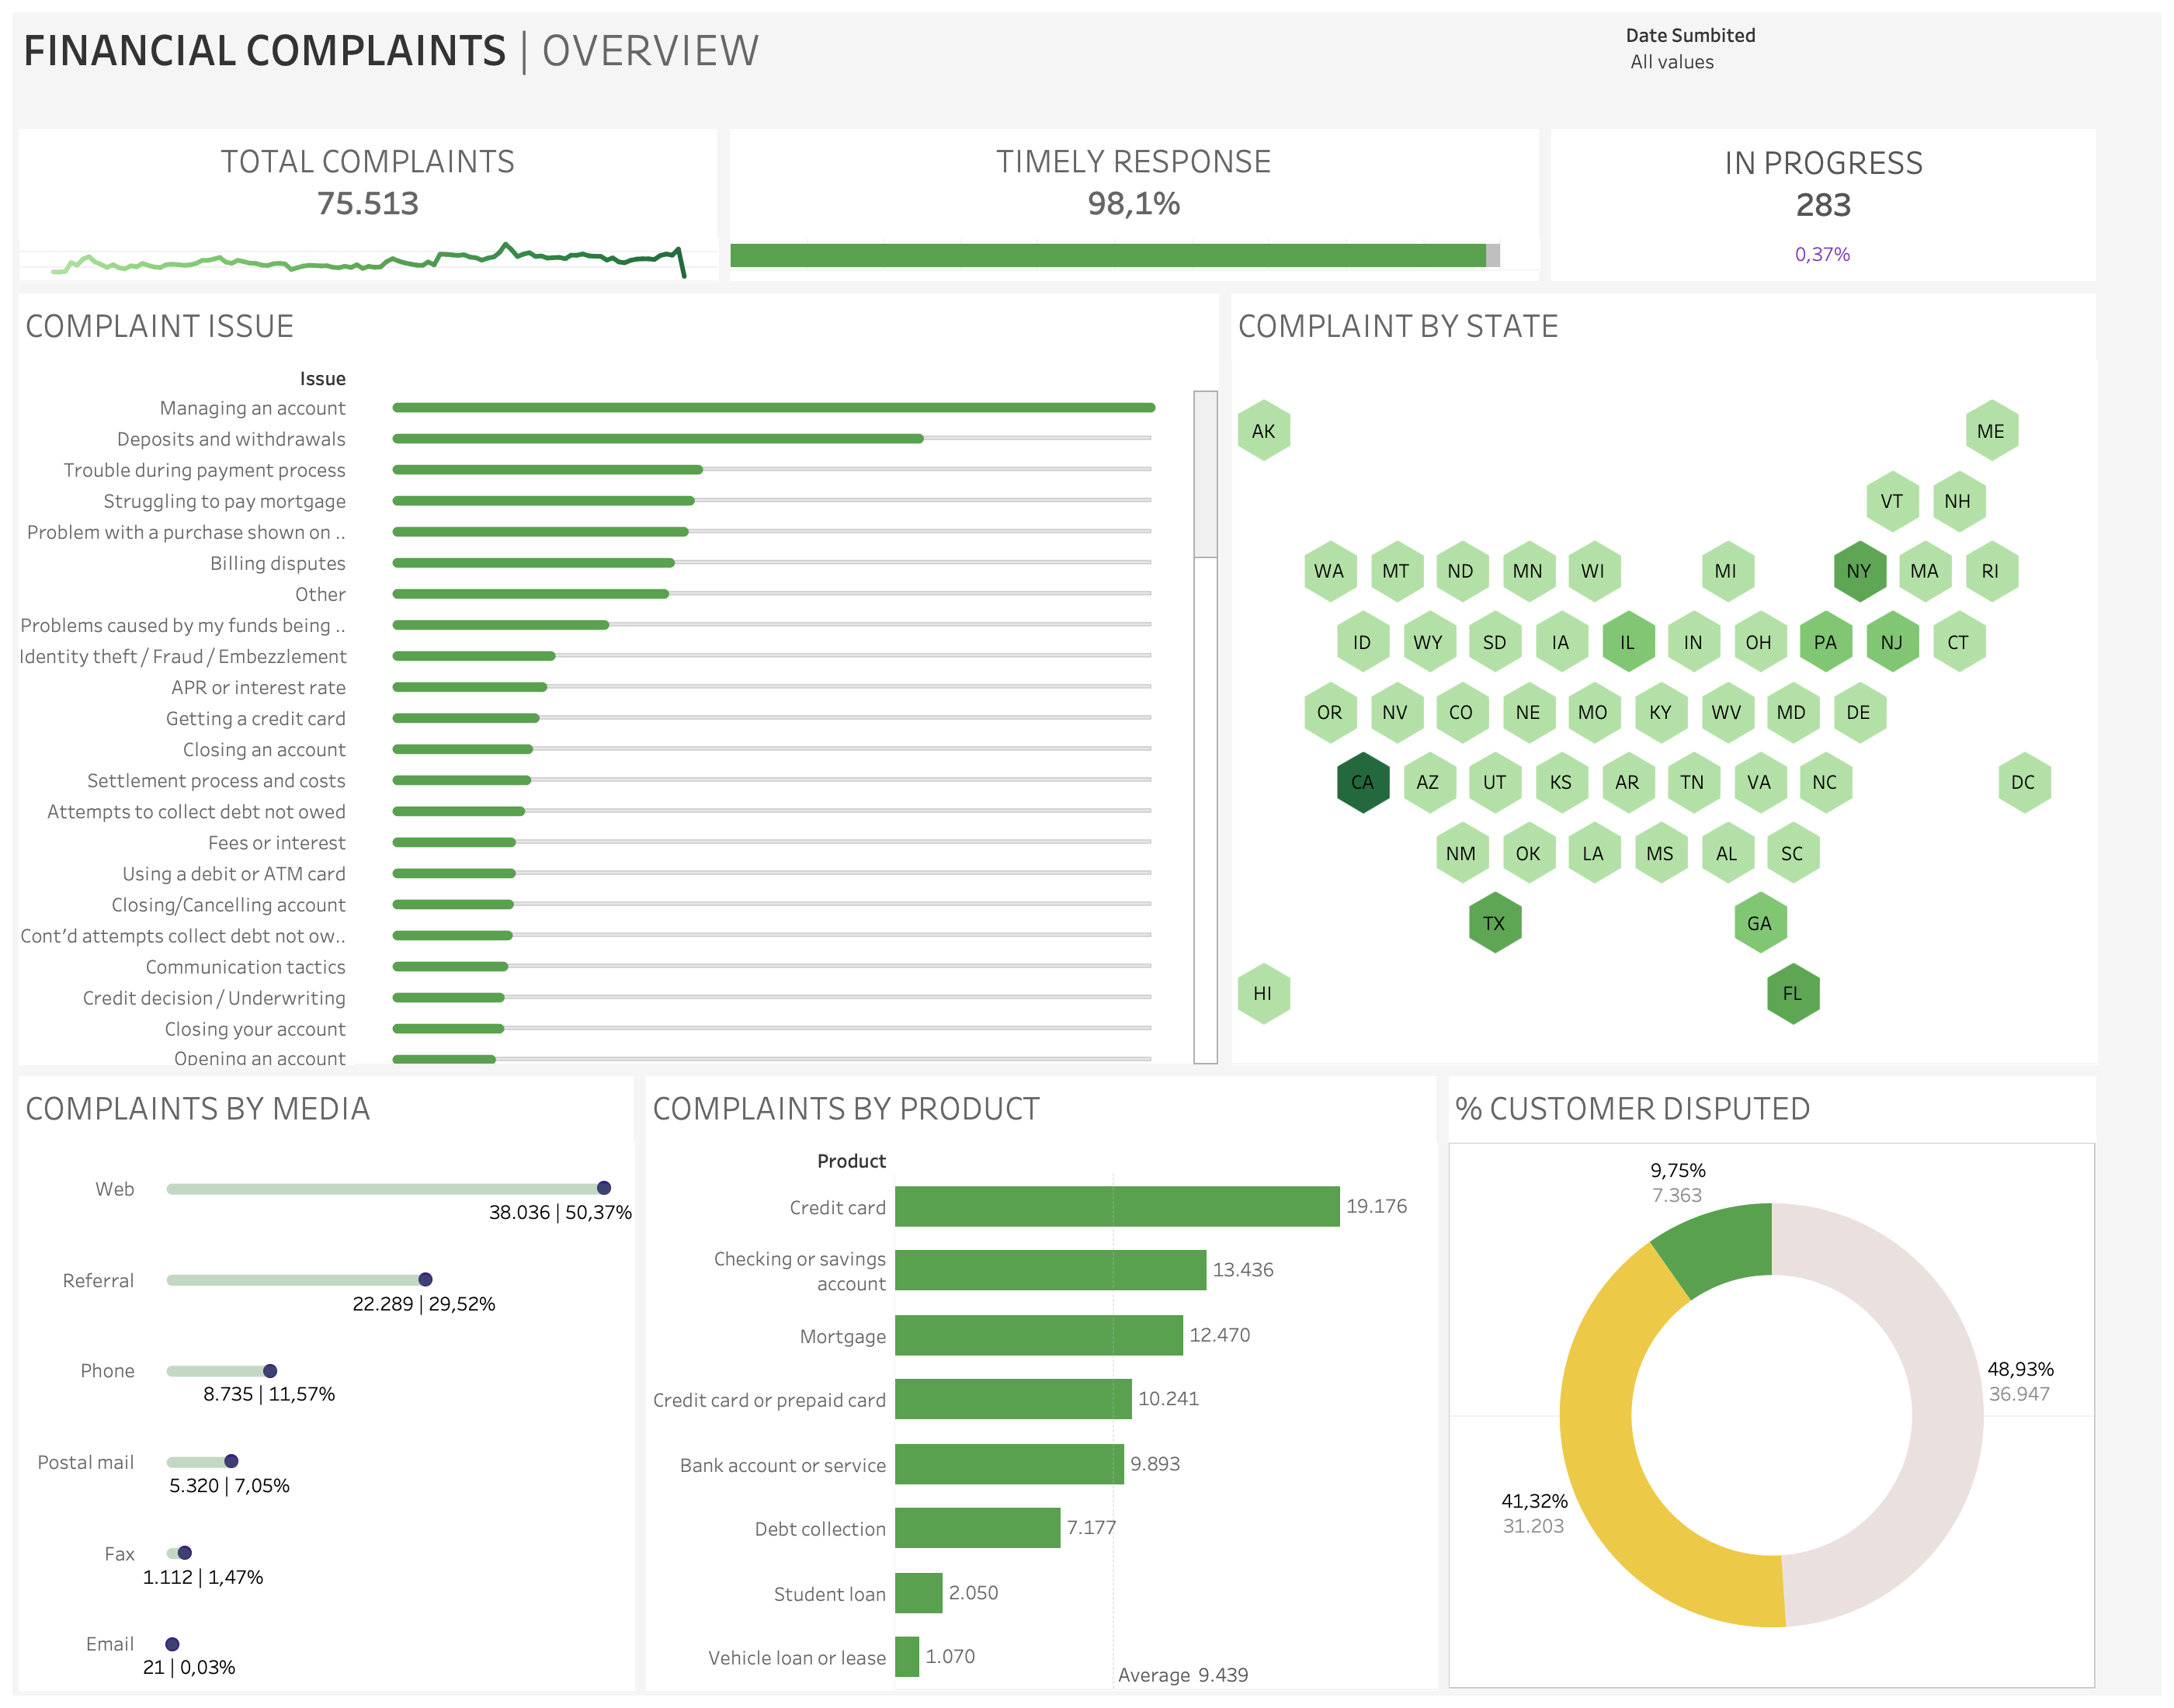 FINANCIAL COMPLAINTS | OVERVIEW
Date Sumbited
All values
TOTAL COMPLAINTS
75.513
TIMELY RESPONSE
98,1%
IN PROGRESS
283
0,37%
COMPLAINT ISSUE
Issue
Managing an account
Deposits and withdrawals
Trouble during payment process
Struggling to pay mortgage
Problem with a purchase shown on ..
Billing disputes
Other
Problems caused by my funds being ..
Identity theft / Fraud / Embezzlement
APR or interest rate
Getting a credit card
Closing an account
Settlement process and costs
Attempts to collect debt not owed
Fees or interest
Using a debit or ATM card
Closing/Cancelling account
Cont'd attempts collect debt not ow..
Communication tactics
Credit decision / Underwriting
Closing your account
Opening an account
COMPLAINT BY STATE
AK ME
VT NH
WA MT ND MN WI MI NY MA RI
ID WY SD IA IL IN OH PA NJ CT
OR NV CO NE MO KY WV MD DE
CA AZ UT KS AR TN VA NC DC
NM OK LA MS AL SC
TX GA
HI FL
COMPLAINTS BY MEDIA
Web
38.036 | 50,37%
Referral
22.289 | 29,52%
Phone
8.735 | 11,57%
Postal mail
5.320 | 7,05%
Fax
1.112 | 1,47%
Email
21 | 0,03%
COMPLAINTS BY PRODUCT
Product
Credit card 19.176
Checking or savings
account 13.436
Mortgage 12.470
Credit card or prepaid card 10.241
Bank account or service 9.893
Debt collection 7.177
Student loan 2.050
Vehicle loan or lease 1.070
Average 9.439
% CUSTOMER DISPUTED
9,75%
7.363
48,93%
36.947
41,32%
31.203